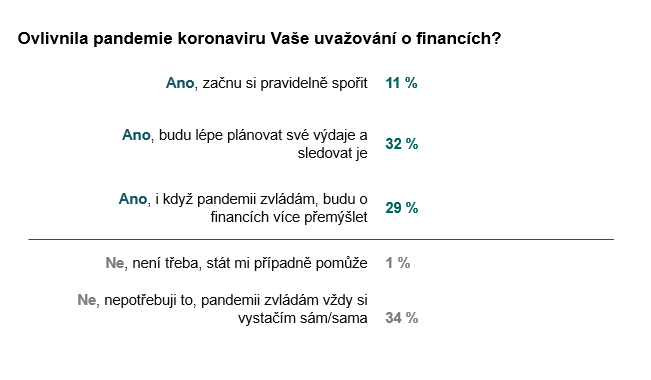 Ovlivnila pandemie koronaviru Vaše uvažování o financích?
Ano, začnu si pravidelně spořit 11 %
Ano, budu lépe plánovat své výdaje a
sledovat je 32 %
Ano, i když pandemii zvládám, budu o
financích více přemýšlet 29 %
Ne, není třeba, stát mi případně pomůže 1 %
Ne, nepotřebuji to, pandemii zvládám vždy si
vystačím sám/sama 34 %